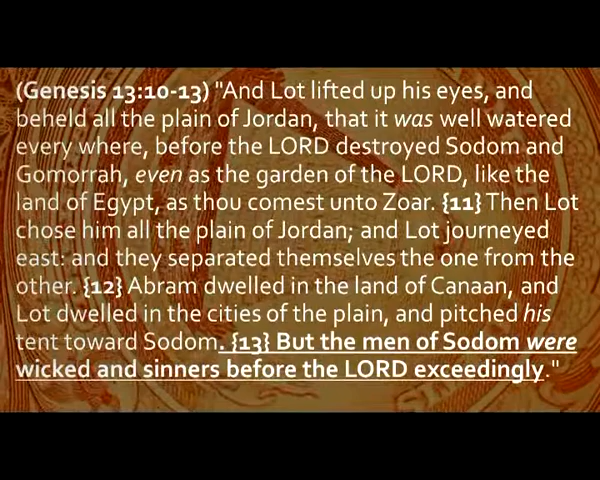 (Genesis 13:10-13) "And Lot lifted up his eyes, and
beheld all the plain of Jordan, that it was well watered
every where, before the LORD destroyed Sodom and
Gomorrah, even as the garden of the LORD, like the
land of Egypt, as thou comest unto Zoar. {11} Then Lot
chose him all the plain of Jordan; and Lot journeyed
east: and they separated themselves the one from the
other. {12} Abram dwelled in the land of Canaan, and
Lot dwelled in the cities of the plain, and pitched his
tent toward Sodom. {13} But the men of Sodom were
wicked and sinners before the LORD exceedingly."